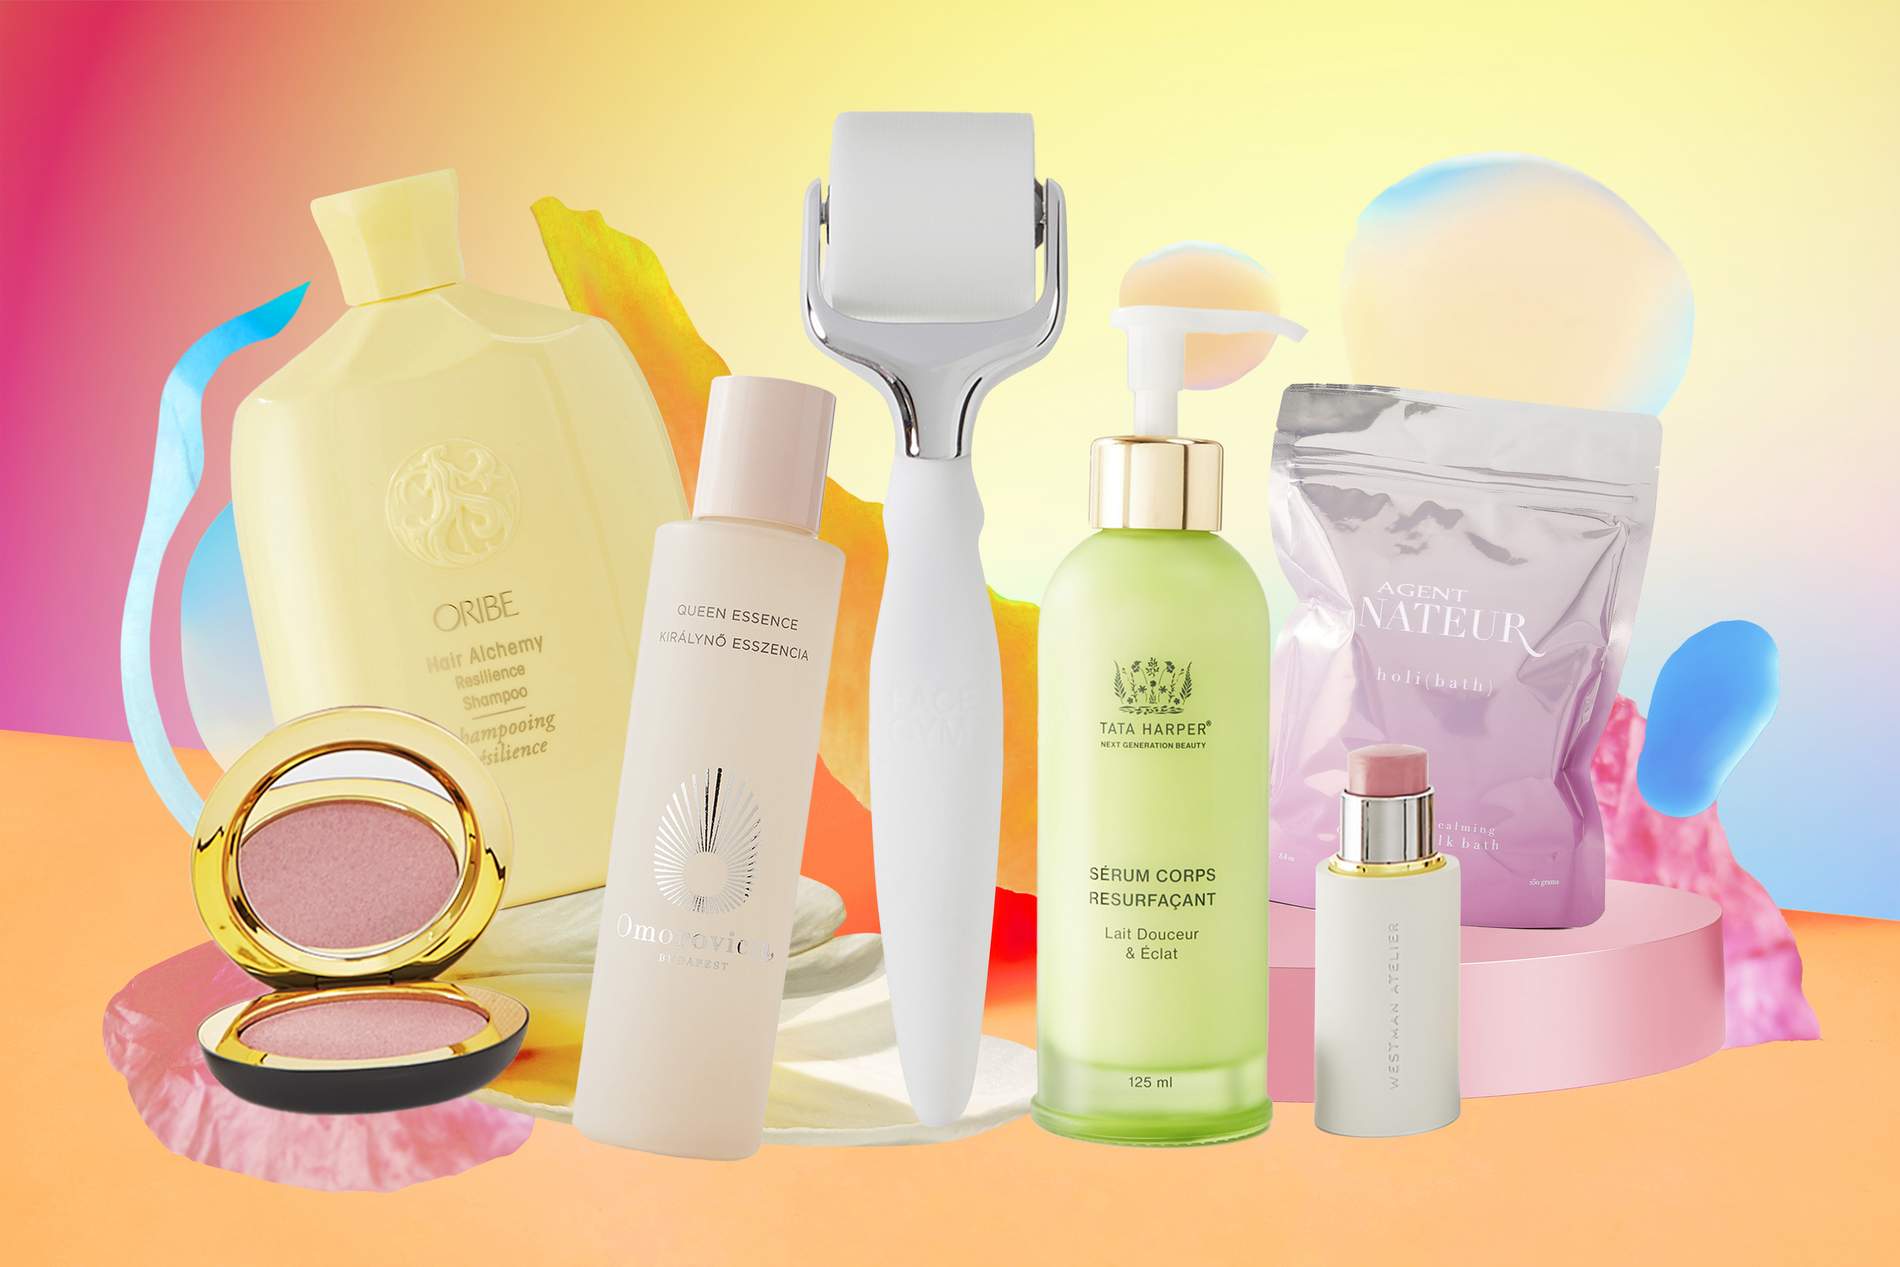 ORIBE
Hair Alchemy
Resilience
Shampoo
QUEEN ESSENCE
KIRÁLYNŐ ESSZENCIA
BUDAPEST
TATA HARPER®
NEXT GENERATION BEAUTY
SÉRUM CORPS
RESURFAÇANT
Lait Douceur
& Éclat
125 ml
AGENT
NATEUR
holi(bath)
calming
bath
WESTMAN ATELIER